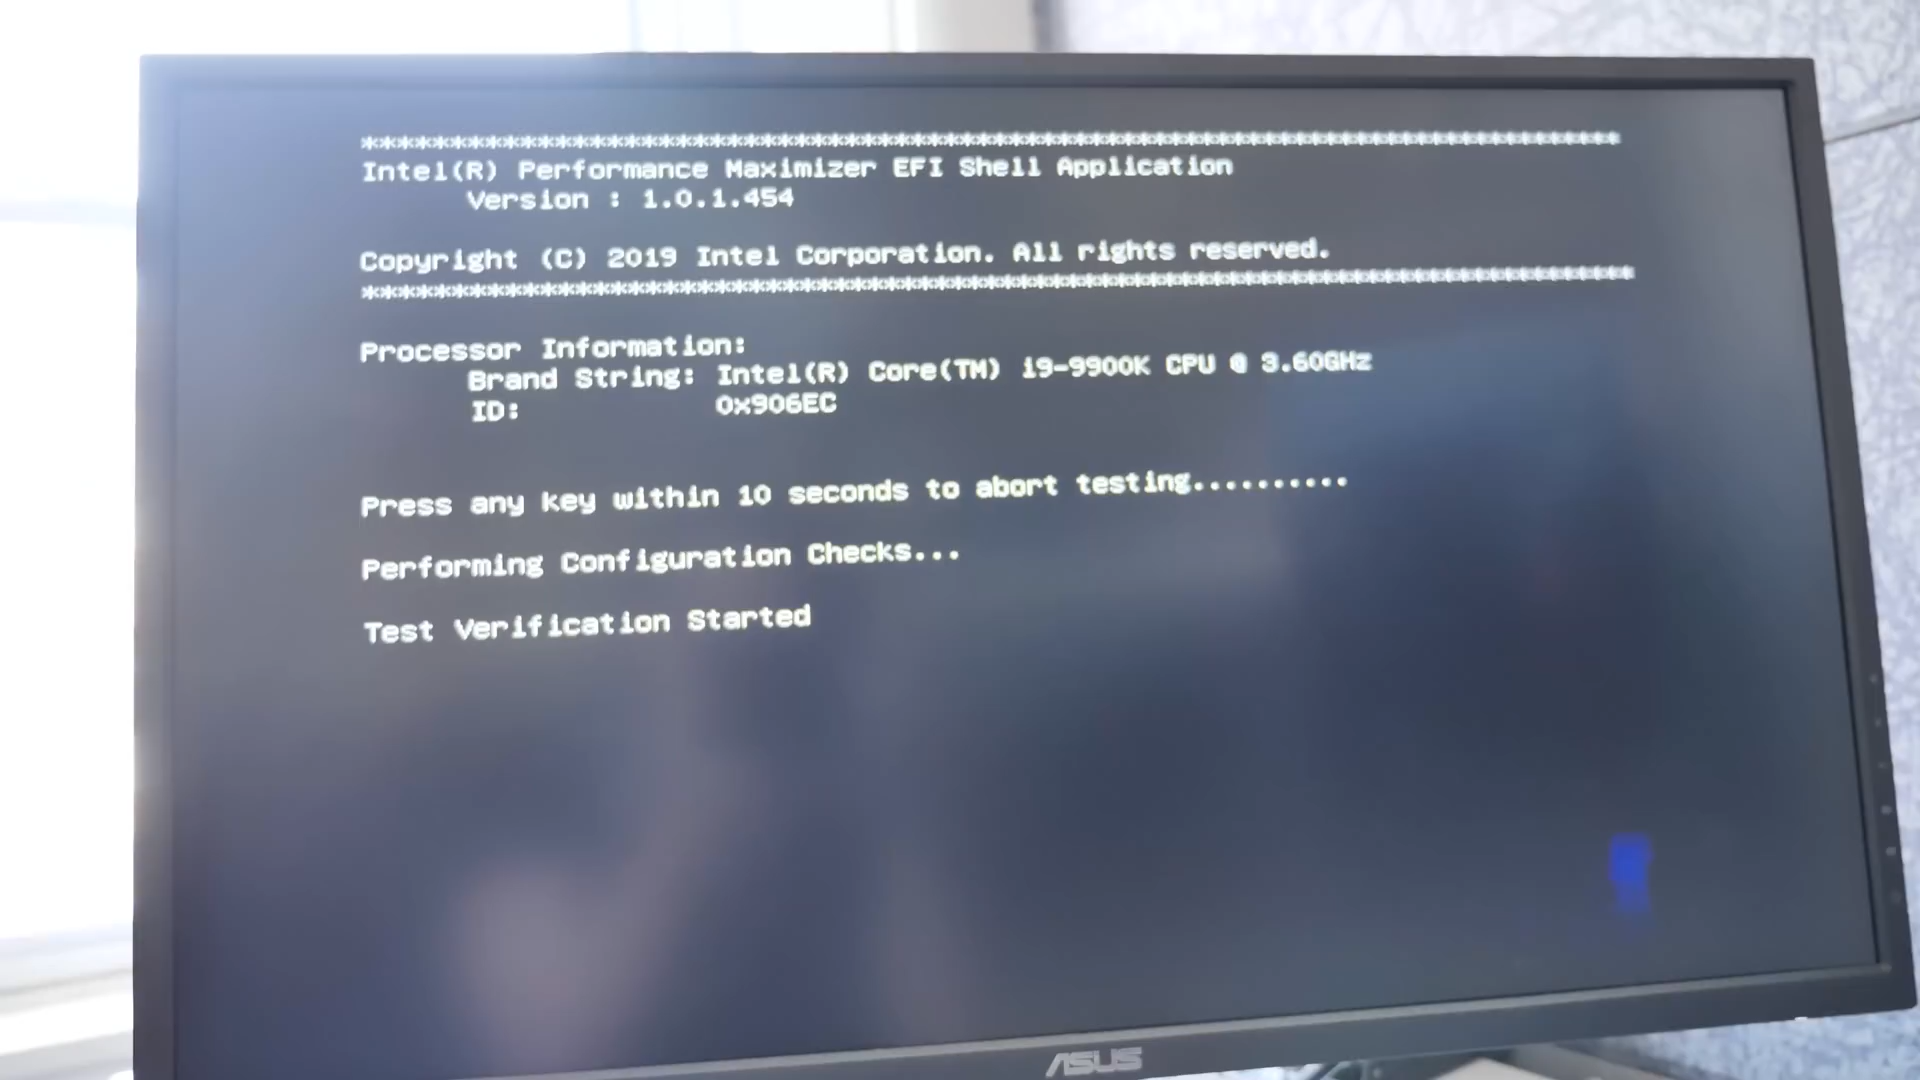 ********************************************************************************
Intel(R) Performance Maximizer EFI Shell Application
Version : 1.0.1.454
Copyright (C) 2019 Intel Corporation. All rights reserved.
********************************************************************************
Processor Information:
Brand String: Intel(R) Core(TM) i9-9900K CPU @ 3.60GHz
ID: 0x906EC
Press any key within 10 seconds to abort testing..........
Performing Configuration Checks...
Test Verification Started
ASUS